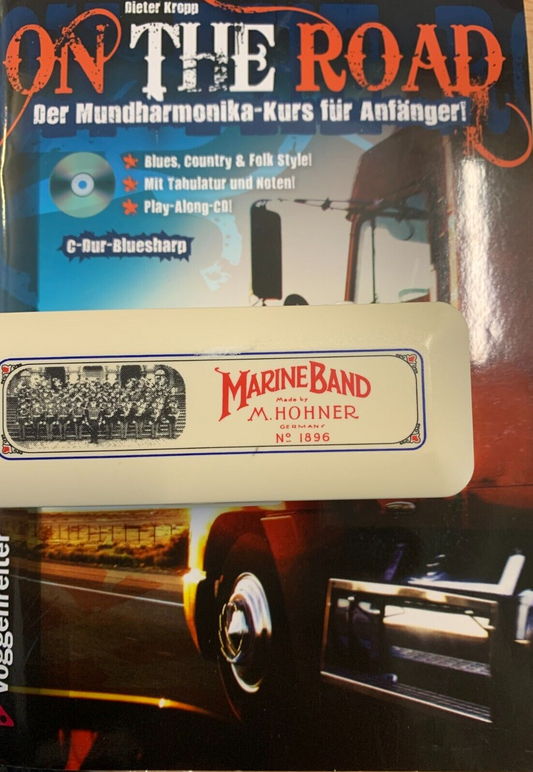 Dieter Kropp
ON THE ROAD
Der Mundharmonika-Kurs für Anfänger!
Blues, Country & Folk Style!
Mit Tabulatur und Noten!
Play-Along-CD!
C-Dur-Bluesharp
MARINE BAND
Made by
M. HOHNER
GERMANY
Nº 1896
Voggenreiter